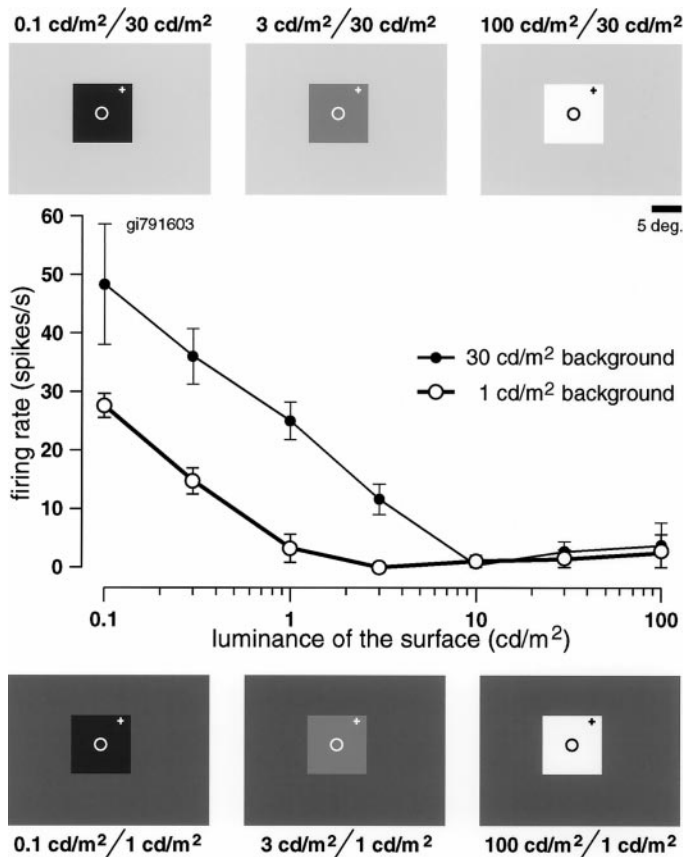 0.1 cd/m²/30 cd/m² 3 cd/m²/30 cd/m² 100 cd/m²/30 cd/m²
5 deg.
gi791603
60
50
40
30
20
10
0
firing rate (spikes/s)
30 cd/m² background
1 cd/m² background
0.1 1 10 100
luminance of the surface (cd/m²)
0.1 cd/m²/1 cd/m² 3 cd/m²/1 cd/m² 100 cd/m²/1 cd/m²